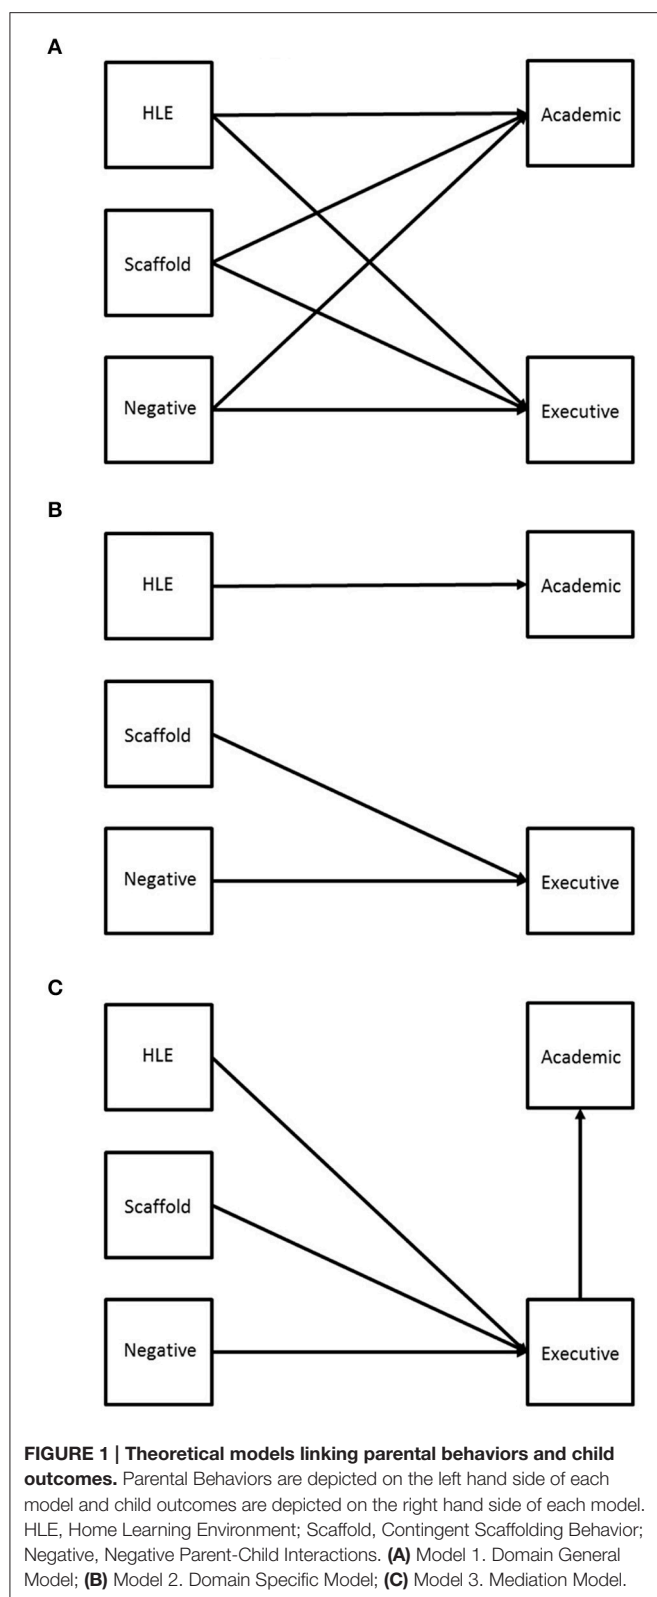 A
HLE
Academic
Scaffold
Negative
Executive
B
HLE
Academic
Scaffold
Negative
Executive
C
HLE
Academic
Scaffold
Negative
Executive
FIGURE 1 | Theoretical models linking parental behaviors and child
outcomes. Parental Behaviors are depicted on the left hand side of each
model and child outcomes are depicted on the right hand side of each model.
HLE, Home Learning Environment; Scaffold, Contingent Scaffolding Behavior;
Negative, Negative Parent-Child Interactions. (A) Model 1. Domain General
Model; (B) Model 2. Domain Specific Model; (C) Model 3. Mediation Model.